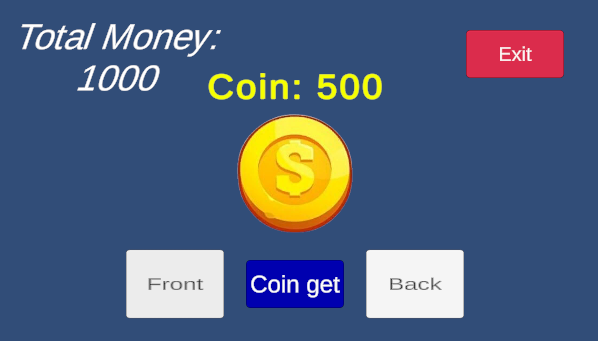 Total Money:
1000
Exit
Coin: 500
$
Front
Coin get
Back